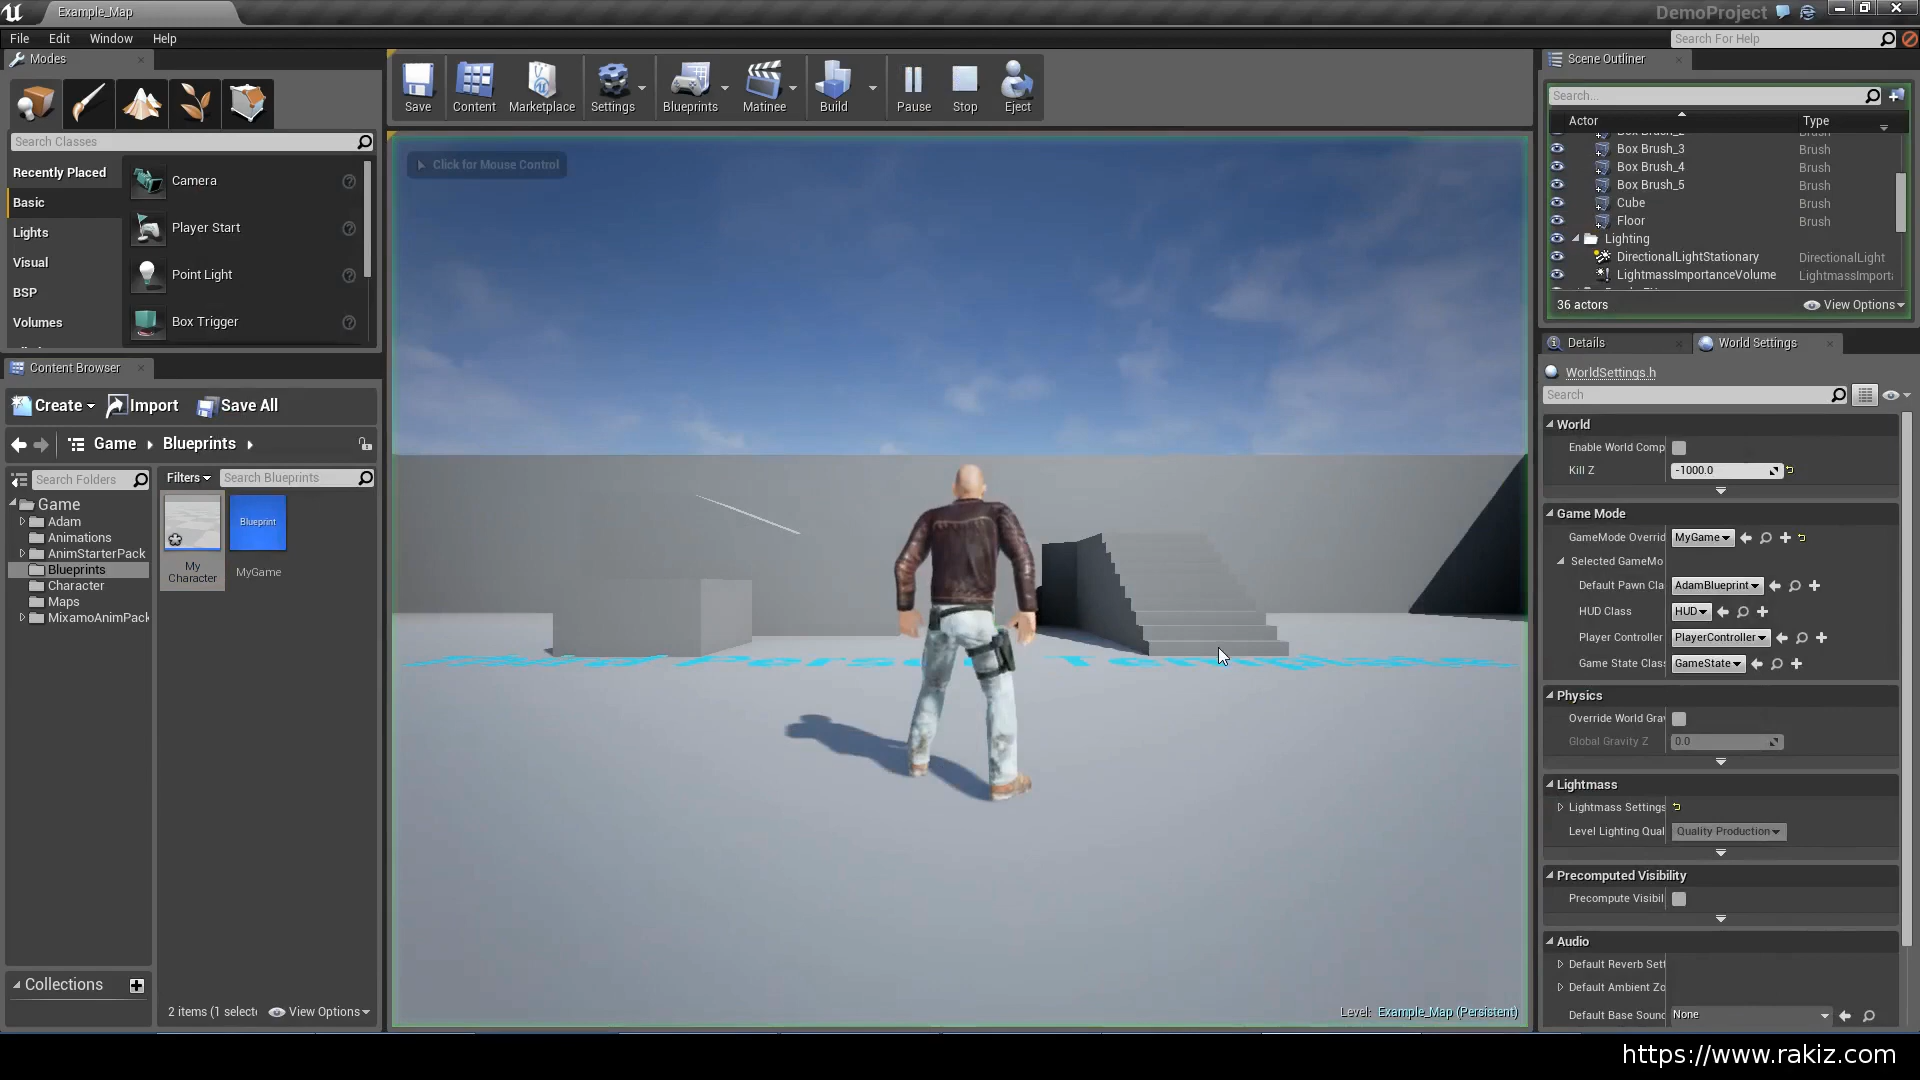 Example_Map
DemoProject
File
Edit
Window
Help
Search For Help
Modes
Save
Content
Marketplace
Settings
Blueprints
Matinee
Build
Pause
Stop
Eject
Scene Outliner
Search...
Actor
Type
Search Classes
Recently Placed
Basic
Lights
Visual
BSP
Volumes
Camera
Player Start
Point Light
Box Trigger
Click for Mouse Control
Box Brush_3
Brush
Box Brush_4
Brush
Box Brush_5
Brush
Cube
Brush
Floor
Brush
Lighting
DirectionalLightStationary
DirectionalLight
LightmassImportanceVolume
LightmassImporta
36 actors
View Options
Content Browser
Create
Import
Save All
Game
Blueprints
Search Folders
Filters
Search Blueprints
Game
Adam
Animations
AnimStarterPack
Blueprints
Character
Maps
MixamoAnimPack
Blueprint
My
Character
MyGame
Collections
2 items (1 selecte
View Options
Level: Example_Map (Persistent)
Details
World Settings
WorldSettings.h
Search
World
Enable World Comp
Kill Z
-1000.0
Game Mode
GameMode Overrid
MyGame
Selected GameMo
Default Pawn Cla
AdamBlueprint
HUD Class
HUD
Player Controller
PlayerController
Game State Class
GameState
Physics
Override World Gra
Global Gravity Z
0.0
Lightmass
Lightmass Settings
Level Lighting Qual
Quality Production
Precomputed Visibility
Precompute Visibil
Audio
Default Reverb Sett
Default Ambient Zo
Default Base Sound
None
https://www.rakiz.com